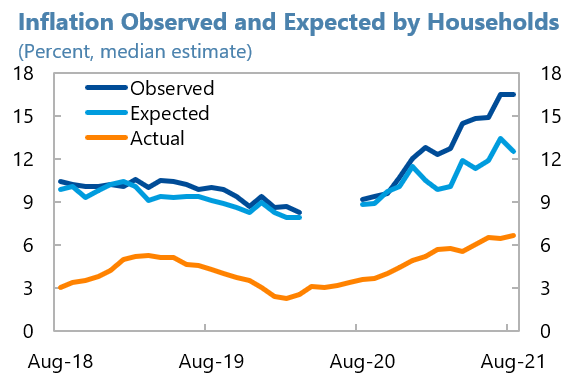 Inflation Observed and Expected by Households
(Percent, median estimate)
18 18
Observed
15 15
Expected
Actual
12 12
9 9
6 6
3 3
0 0
Aug-18 Aug-19 Aug-20 Aug-21